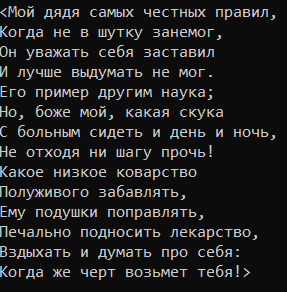 <Мой дядя самых честных правил,
Когда не в шутку занемог,
Он уважать себя заставил
И лучше выдумать не мог.
Его пример другим наука;
Но, боже мой, какая скука
С больным сидеть и день и ночь,
Не отходя ни шагу прочь!
Какое низкое коварство
Полуживого забавлять,
Ему подушки поправлять,
Печально подносить лекарство,
Вздыхать и думать про себя:
Когда же черт возьмет тебя!>